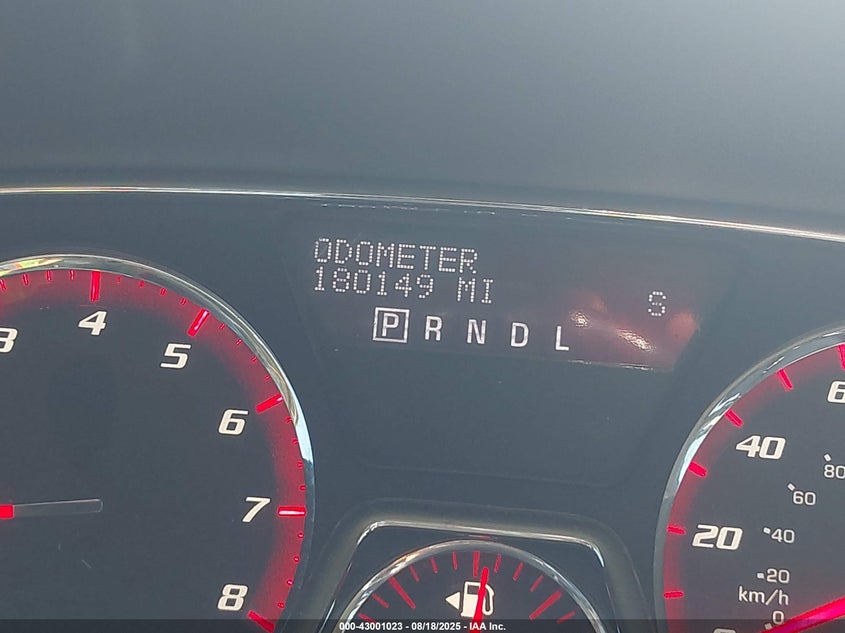 ODOMETER
180149 MI
S
P R N D L
3 4 5 6 7 8
20 40
0 20 40 60 80
km/h
000-43001023 - 08/18/2025 - IAA Inc.